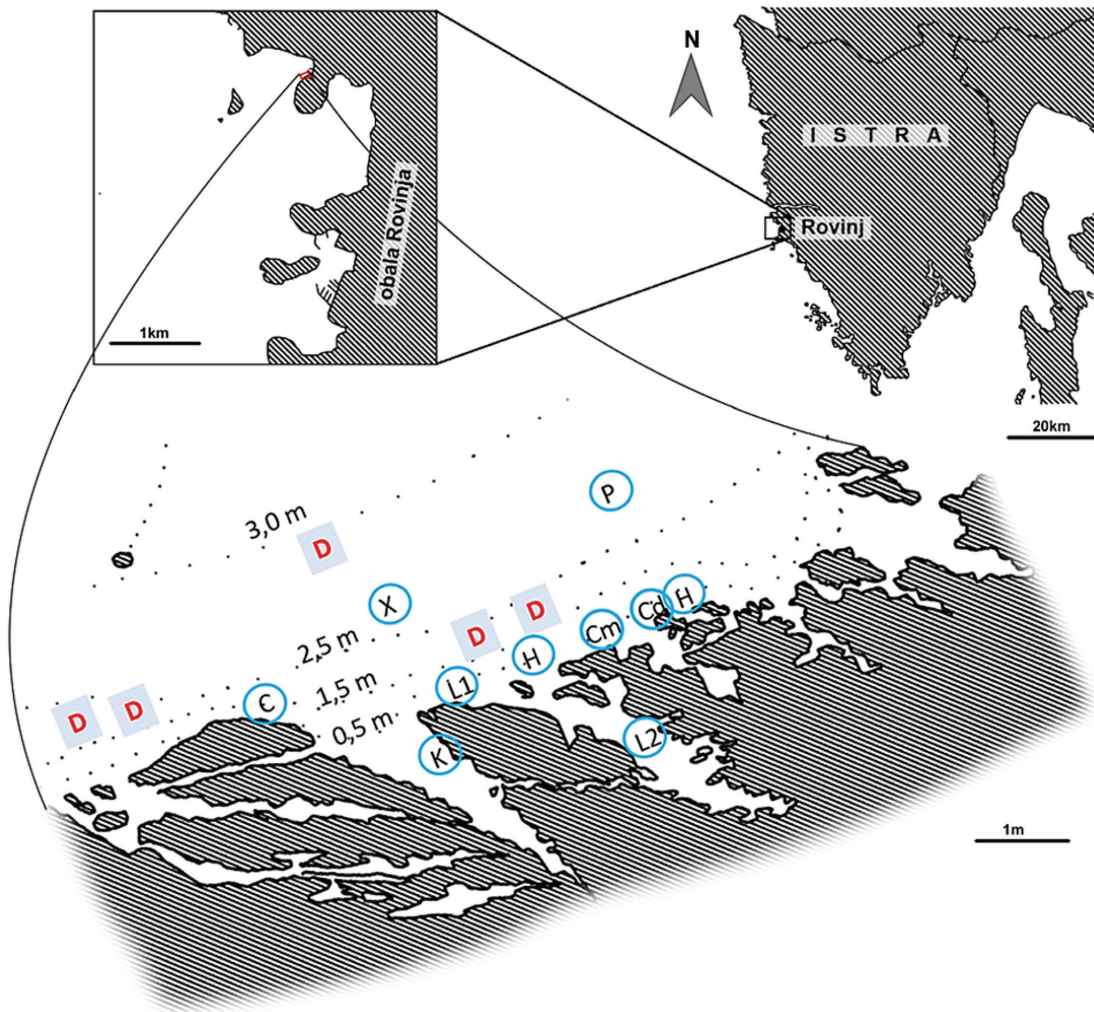 N
I S T R A
Rovinj
obala Rovinja
1km
20km
3,0 m
P
D
X
2,5 m
D
D
H
Cd
Cm
H
L1
1,5 m
Є
D
D
0,5 m
K
L2
1m